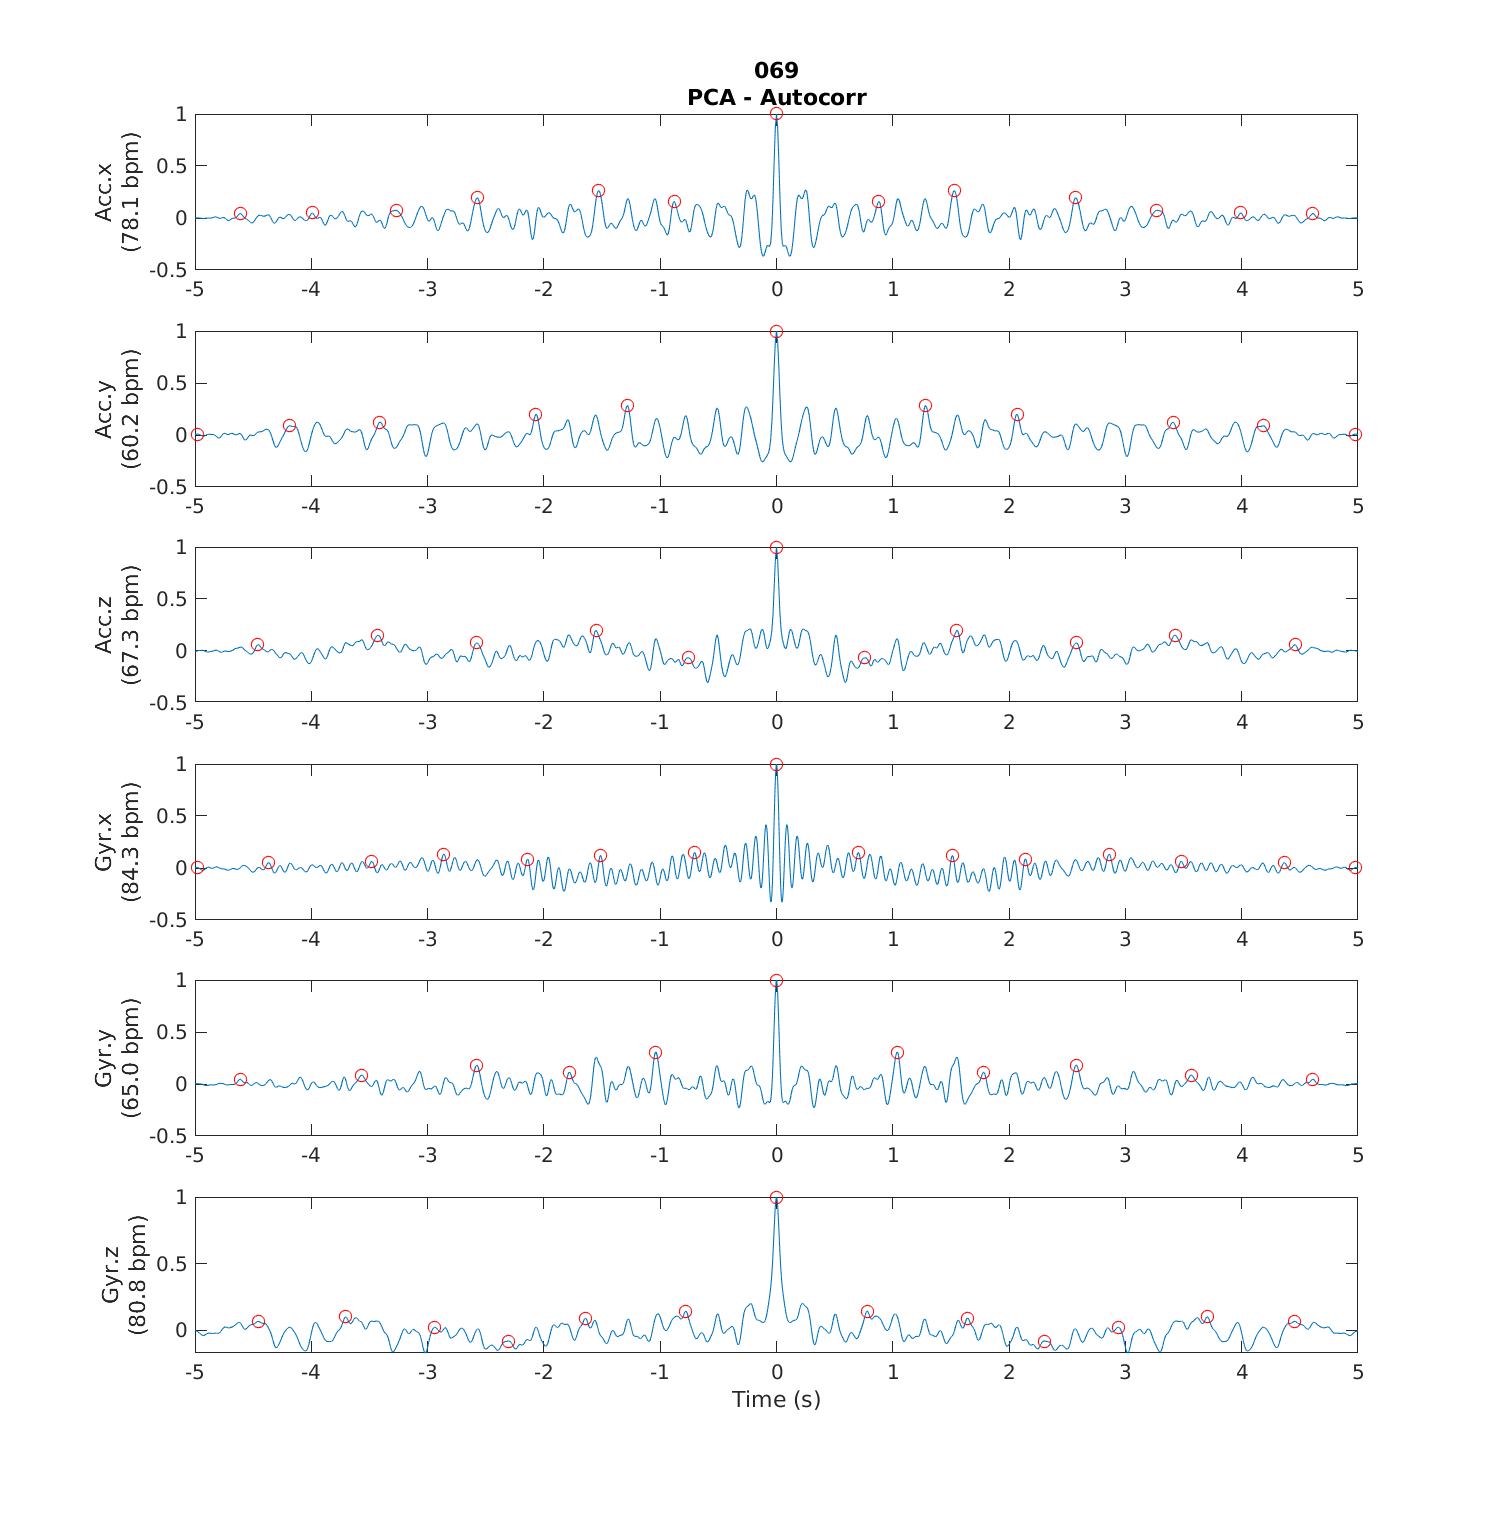 069
PCA - Autocorr
Acc.x
(78.1 bpm)
1
0.5
0
-0.5
-5 -4 -3 -2 -1 0 1 2 3 4 5
Acc.y
(60.2 bpm)
1
0.5
0
-0.5
-5 -4 -3 -2 -1 0 1 2 3 4 5
Acc.z
(67.3 bpm)
1
0.5
0
-0.5
-5 -4 -3 -2 -1 0 1 2 3 4 5
Gyr.x
(84.3 bpm)
1
0.5
0
-0.5
-5 -4 -3 -2 -1 0 1 2 3 4 5
Gyr.y
(65.0 bpm)
1
0.5
0
-0.5
-5 -4 -3 -2 -1 0 1 2 3 4 5
Gyr.z
(80.8 bpm)
1
0.5
0
-5 -4 -3 -2 -1 0 1 2 3 4 5
Time (s)